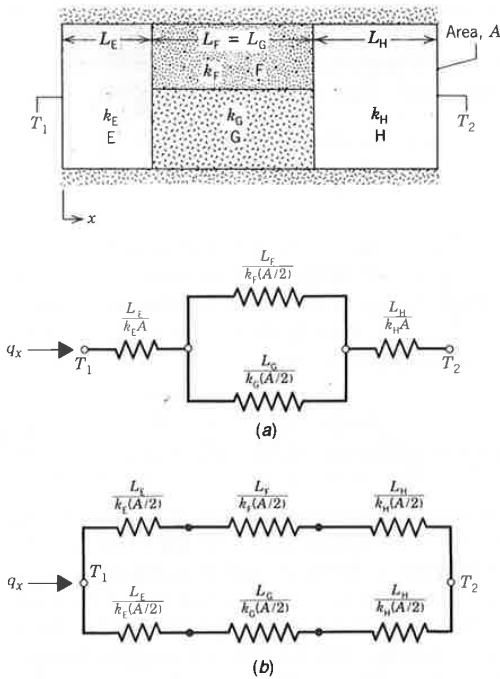 L_E L_F = L_G L_H Area, A
k_F F
T_1 k_E E k_G G k_H H T_2
x
L_F / k_F(A/2)
L_E / k_E A L_H / k_H A
q_x T_1 T_2
L_G / k_G(A/2)
(a)
L_E / k_E(A/2) L_F / k_F(A/2) L_H / k_H(A/2)
q_x T_1 T_2
L_E / k_E(A/2) L_G / k_G(A/2) L_H / k_H(A/2)
(b)